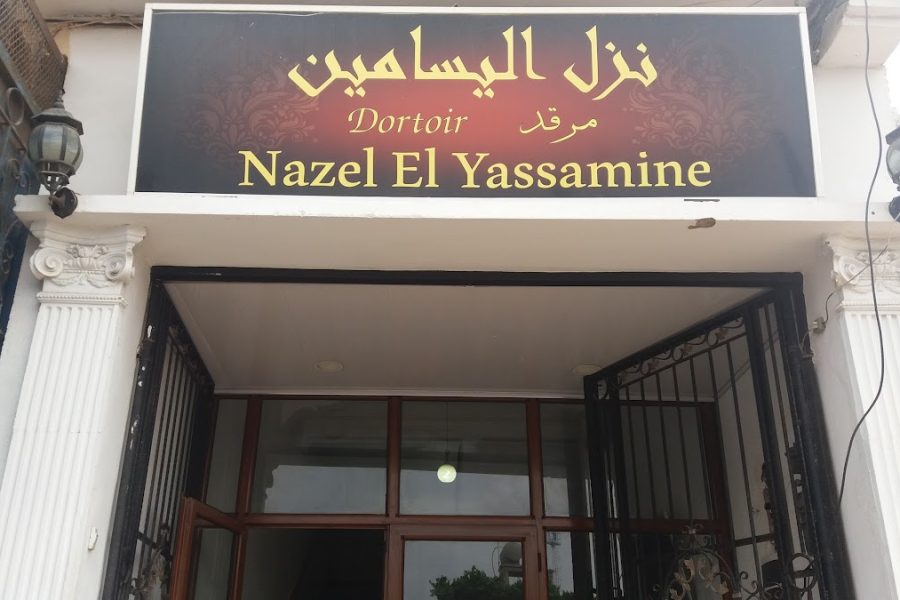 نزل اليسامين
Dortoir مرقد
Nazel El Yassamine